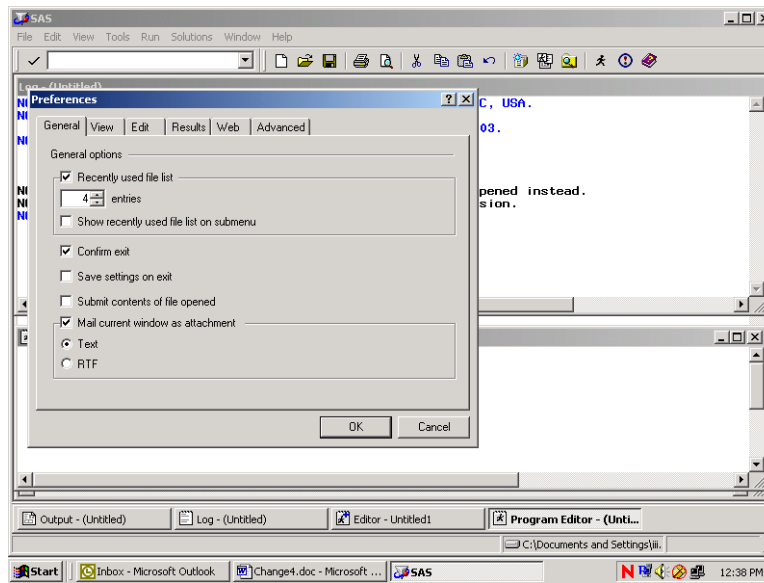 SAS
File Edit View Tools Run Solutions Window Help
Log - (Untitled)
Preferences
C, USA.
03.
General View Edit Results Web Advanced
General options
Recently used file list
4 entries
pened instead.
sion.
Show recently used file list on submenu
Confirm exit
Save settings on exit
Submit contents of file opened
Mail current window as attachment
Text
RTF
OK Cancel
Output - (Untitled) Log - (Untitled) Editor - Untitled1 Program Editor - (Unti...
C:\Documents and Settings\iii.
Start Inbox - Microsoft Outlook Change4.doc - Microsoft ... SAS N 12:38 PM